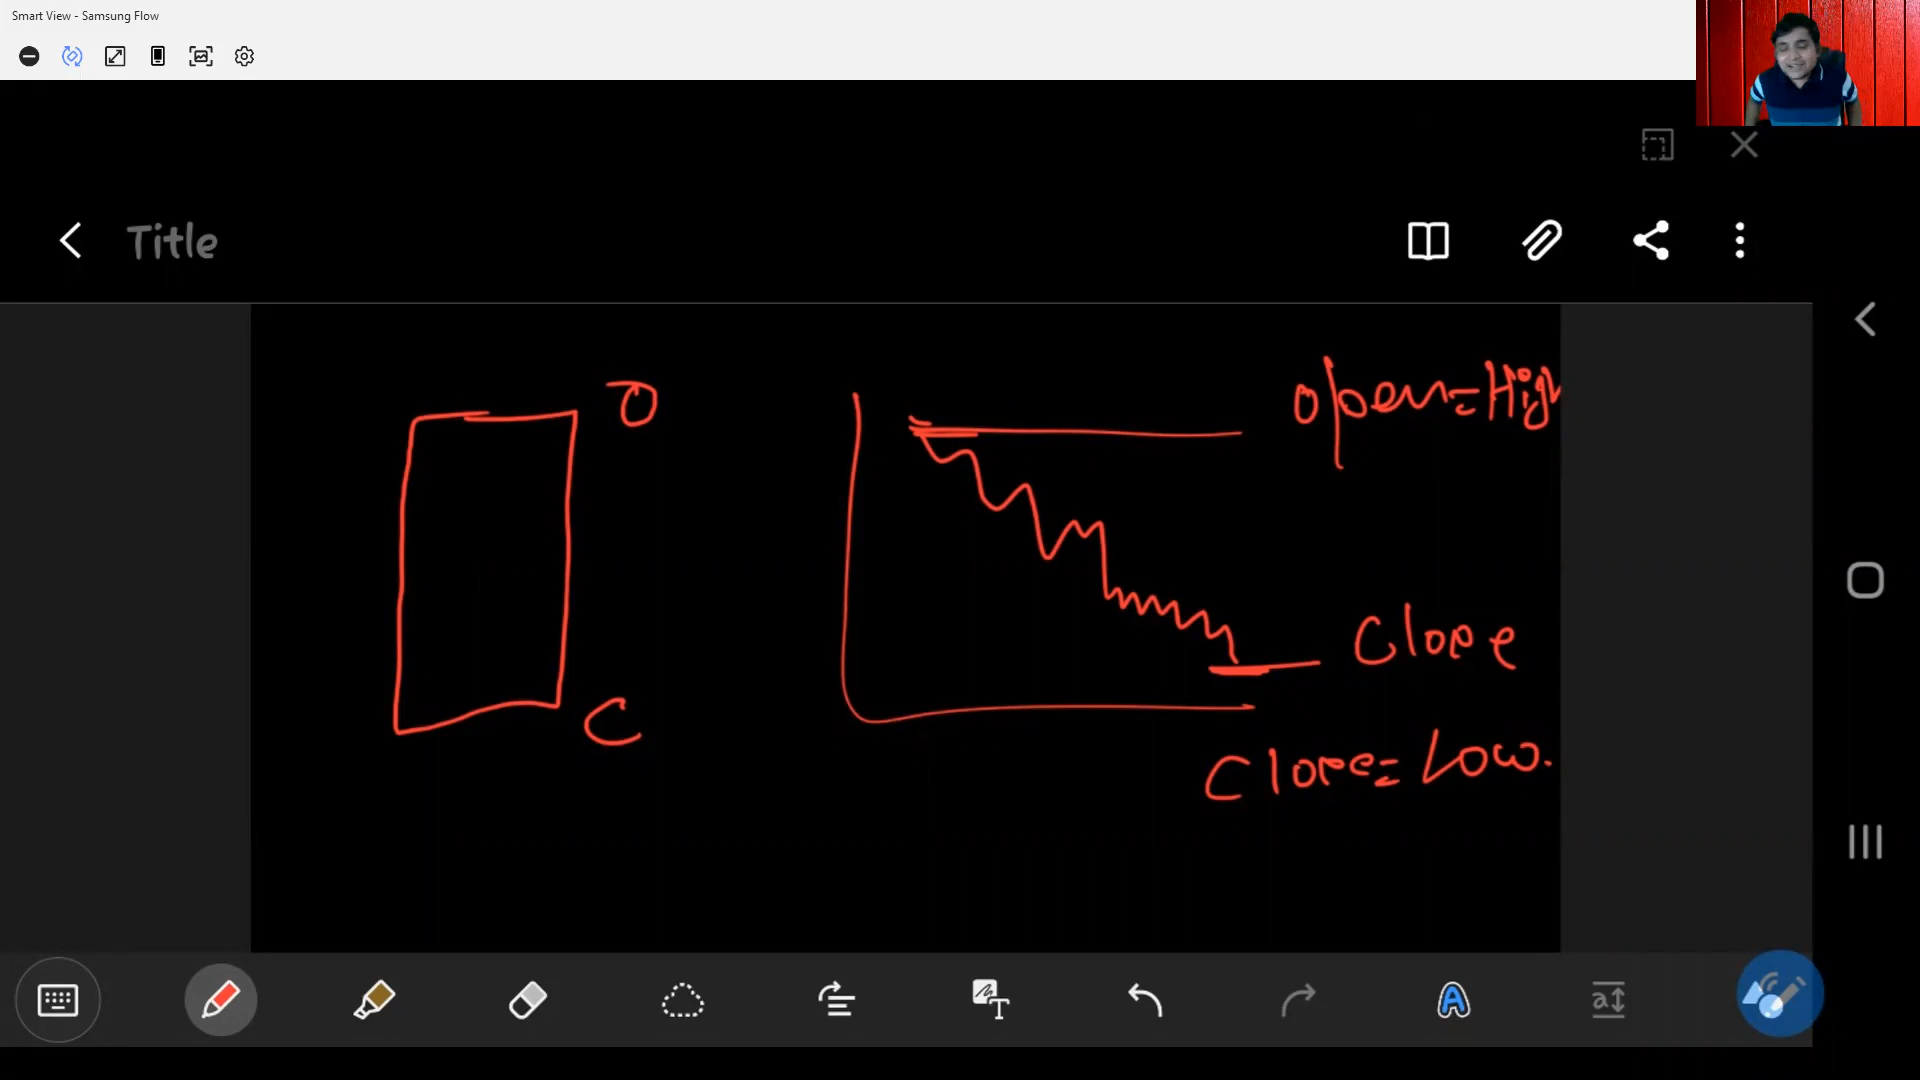 Smart View - Samsung Flow
Title
O
open=High
Close
C
Close=Low.